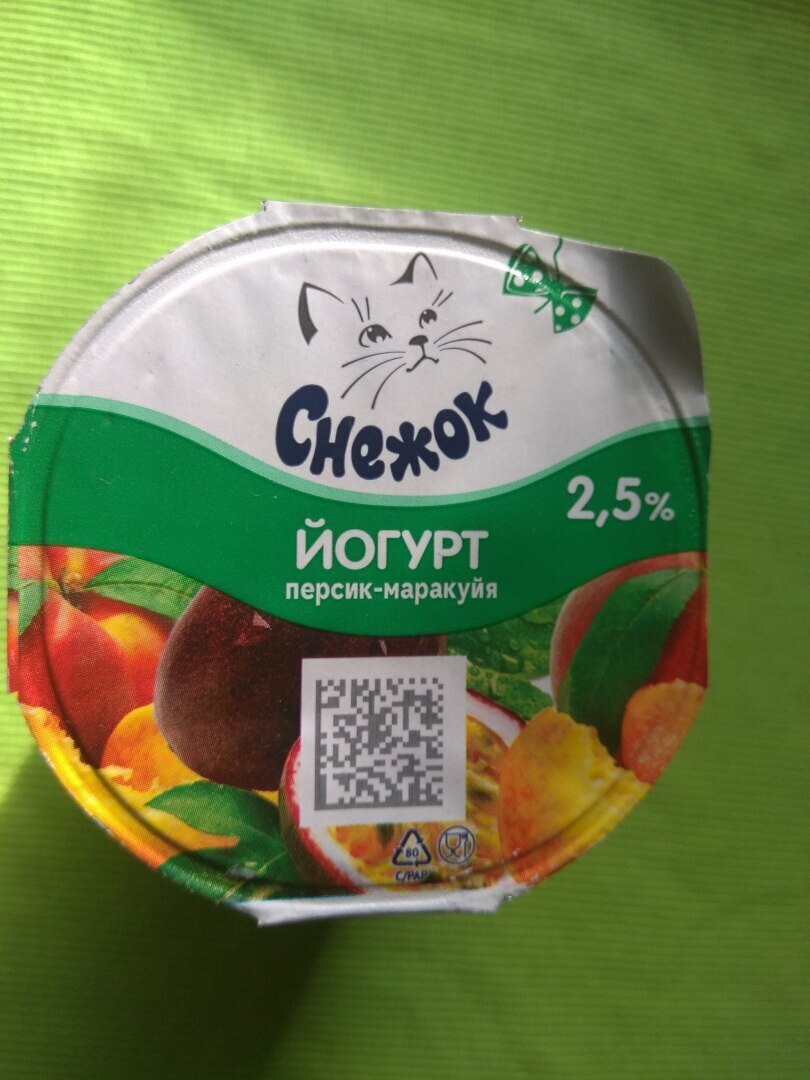 Снежок
2,5%
ЙОГУРТ
персик-маракуйя
80
C/PAP